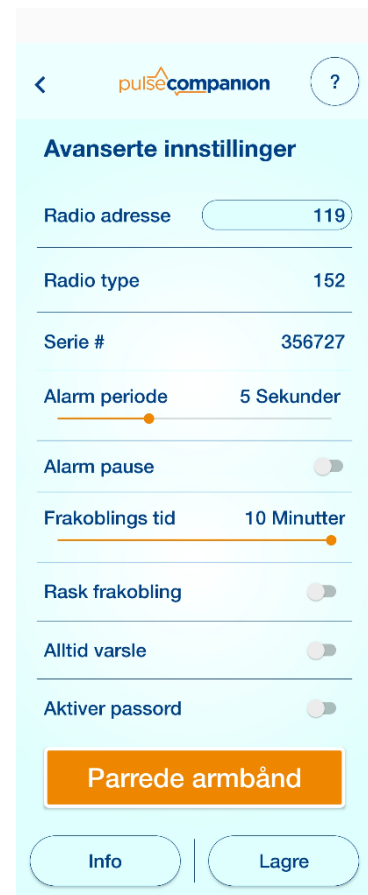 pulsecompanion
?
Avanserte innstillinger
Radio adresse 119
Radio type 152
Serie # 356727
Alarm periode 5 Sekunder
Alarm pause
Frakoblings tid 10 Minutter
Rask frakobling
Alltid varsle
Aktiver passord
Parrede armbånd
Info Lagre